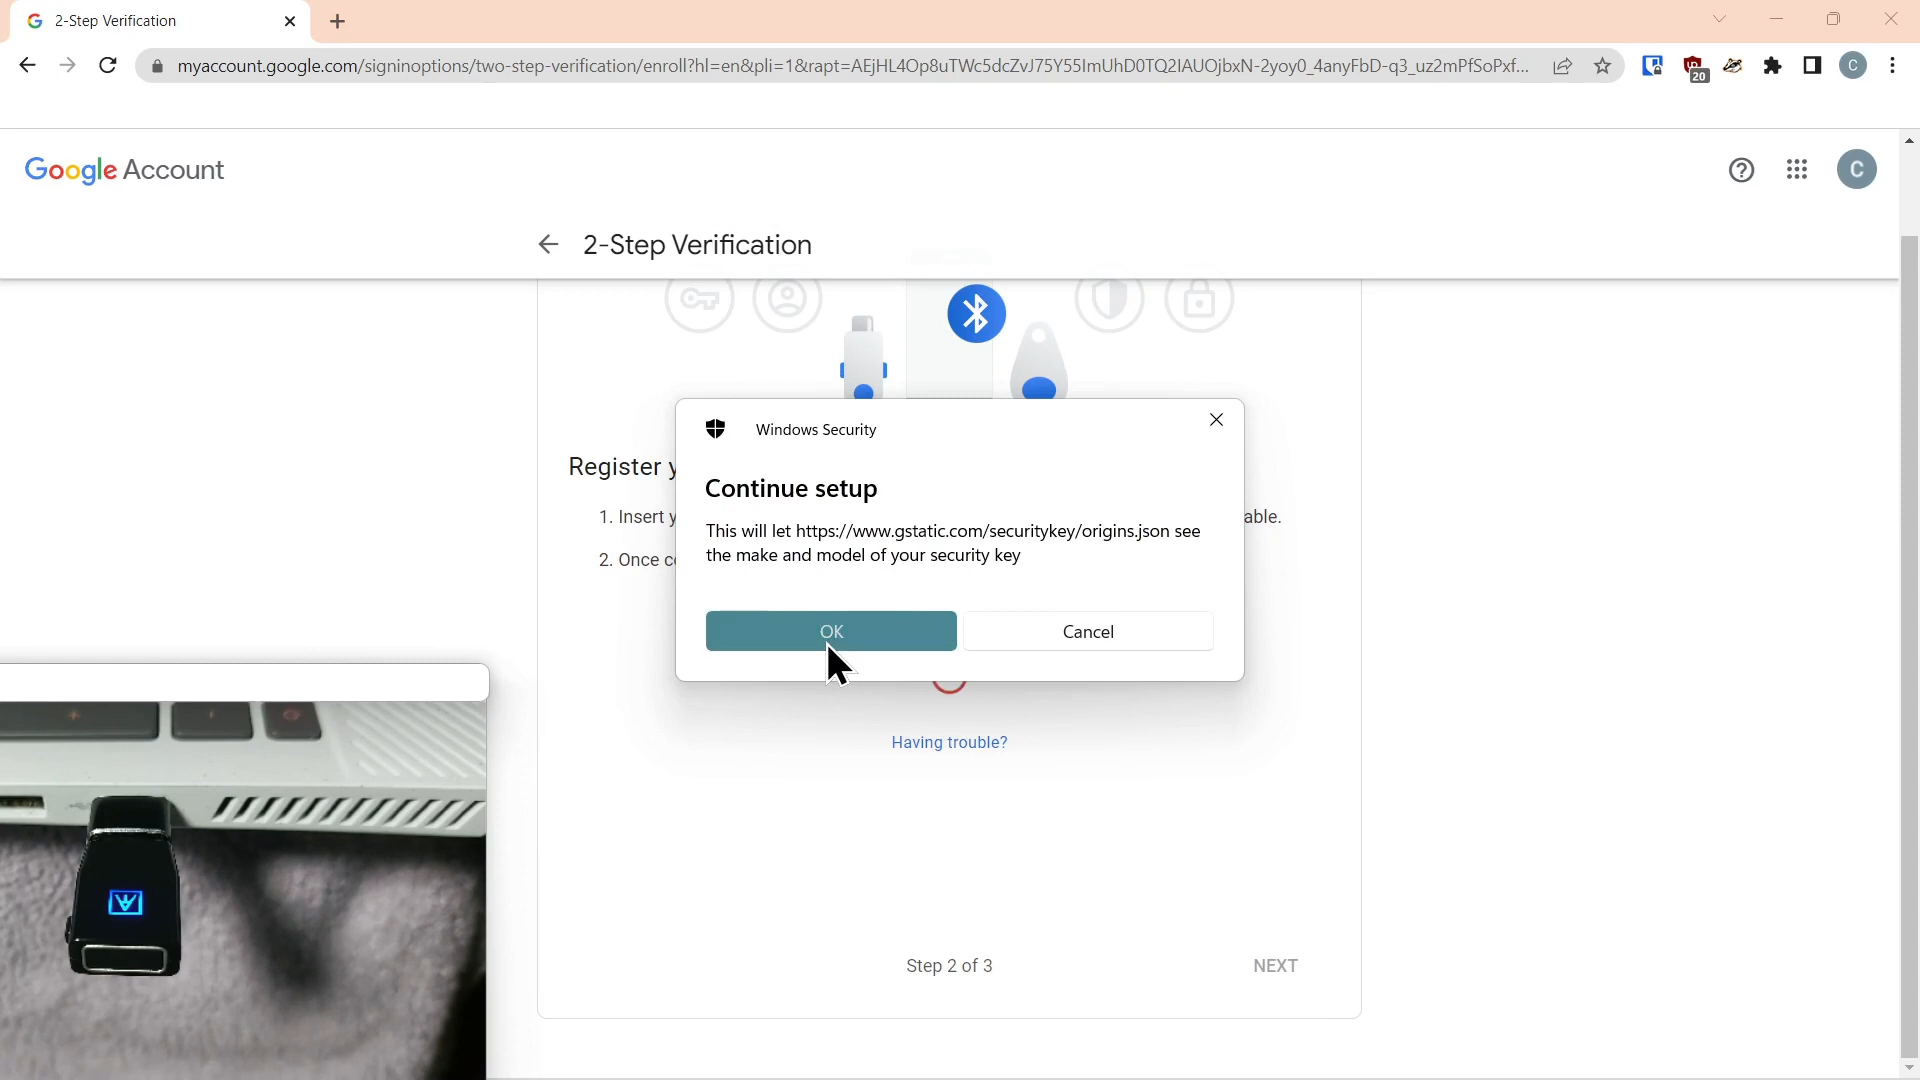 2-Step Verification
myaccount.google.com/signinoptions/two-step-verification/enroll?hl=en&pli=1&rapt=AEjHL4Op8uTWc5dcZvJ75Y55ImUhD0TQ2IAUOjbxN-2yoy0_4anyFbD-q3_uz2mPfSoPxf...
20
C
Google Account
C
2-Step Verification
Windows Security
Continue setup
This will let https://www.gstatic.com/securitykey/origins.json see
the make and model of your security key
OK
Cancel
Register y
1. Insert y
able.
2. Once c
Having trouble?
Step 2 of 3
NEXT